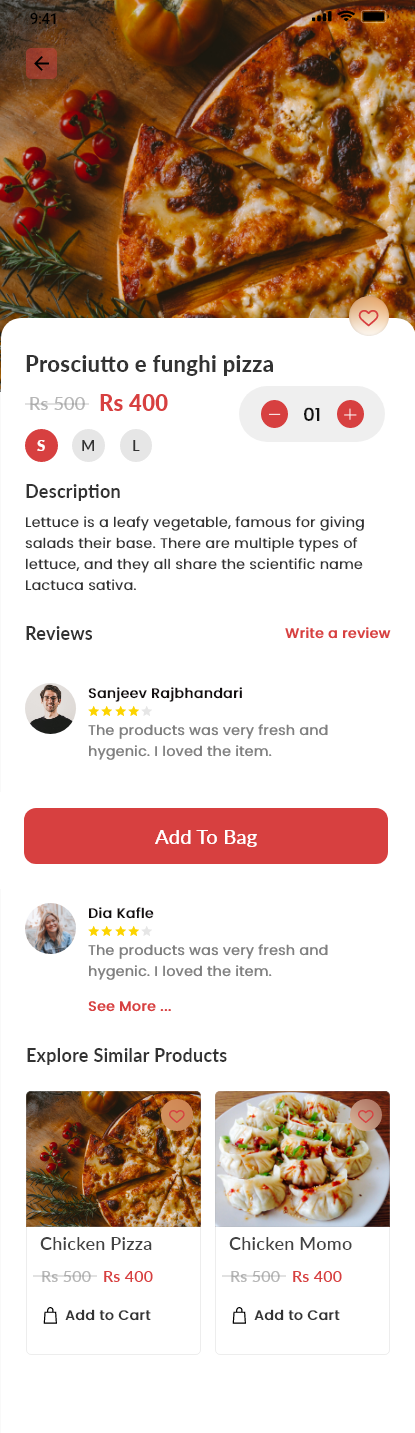 9:41
Prosciutto e funghi pizza
Rs 500 Rs 400
01
S M L
Description
Lettuce is a leafy vegetable, famous for giving
salads their base. There are multiple types of
lettuce, and they all share the scientific name
Lactuca sativa.
Reviews Write a review
Sanjeev Rajbhandari
The products was very fresh and
hygenic. I loved the item.
Add To Bag
Dia Kafle
The products was very fresh and
hygenic. I loved the item.
See More ...
Explore Similar Products
Chicken Pizza
Rs 500 Rs 400
Add to Cart
Chicken Momo
Rs 500 Rs 400
Add to Cart